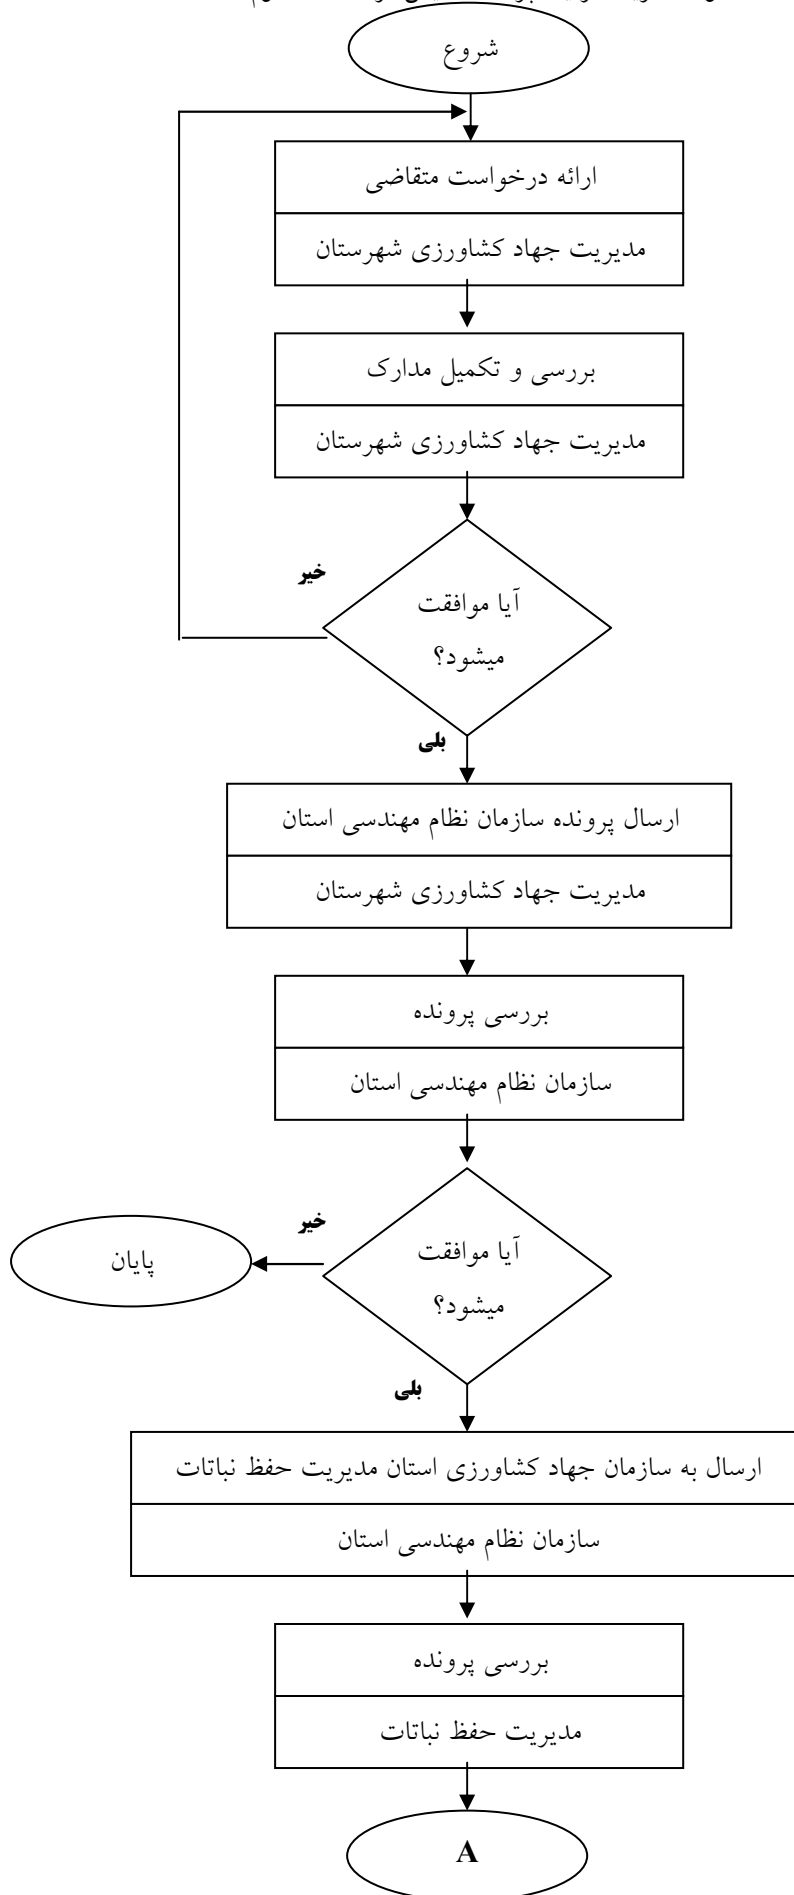 شروع
ارائه درخواست متقاضی
مدیریت جهاد کشاورزی شهرستان
بررسی و تکمیل مدارک
مدیریت جهاد کشاورزی شهرستان
خیر
آیا موافقت
میشود؟
بلی
ارسال پرونده سازمان نظام مهندسی استان
مدیریت جهاد کشاورزی شهرستان
بررسی پرونده
سازمان نظام مهندسی استان
خیر
آیا موافقت
میشود؟
پایان
بلی
ارسال به سازمان جهاد کشاورزی استان مدیریت حفظ نباتات
سازمان نظام مهندسی استان
بررسی پرونده
مدیریت حفظ نباتات
A